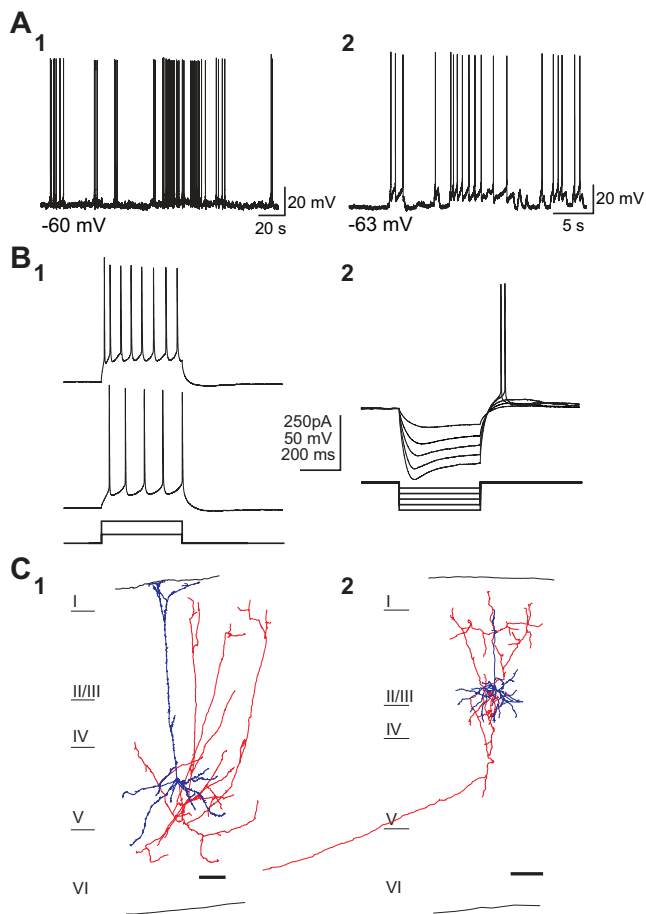 A
1
2
20 mV
20 s
-60 mV
20 mV
5 s
-63 mV
B
1
2
250pA
50 mV
200 ms
C
1
2
I
II/III
IV
V
VI
I
II/III
IV
V
VI